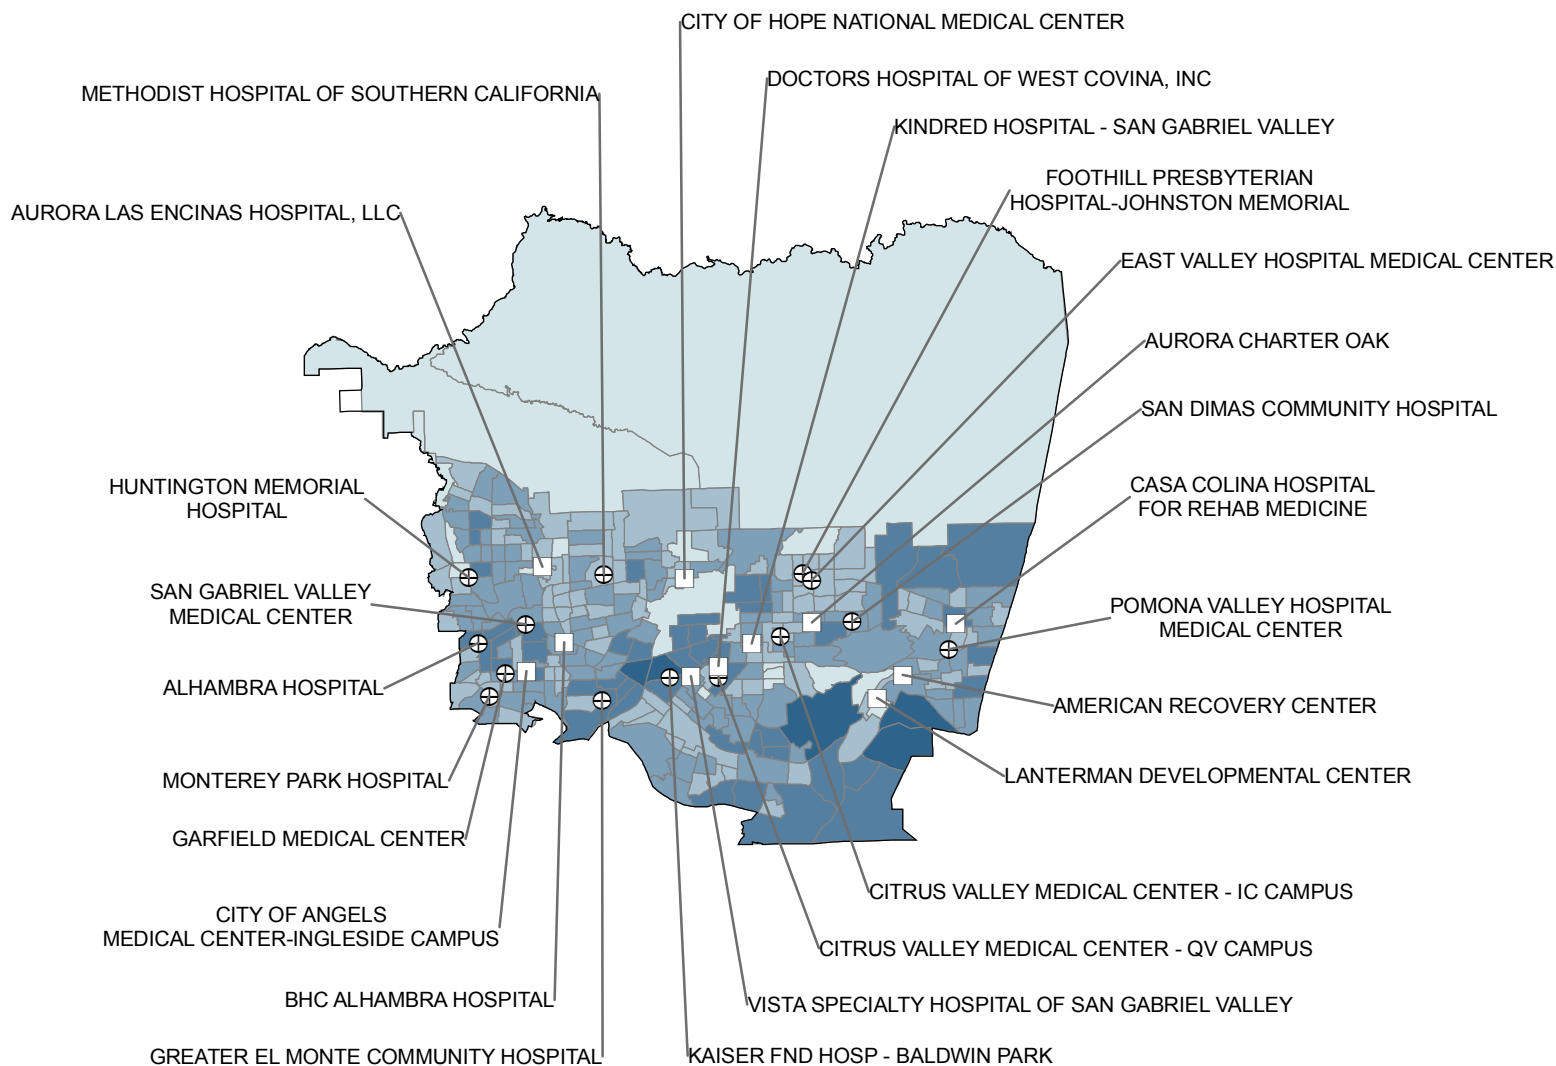 CITY OF HOPE NATIONAL MEDICAL CENTER
DOCTORS HOSPITAL OF WEST COVINA, INC
METHODIST HOSPITAL OF SOUTHERN CALIFORNIA
KINDRED HOSPITAL - SAN GABRIEL VALLEY
FOOTHILL PRESBYTERIAN
HOSPITAL-JOHNSTON MEMORIAL
AURORA LAS ENCINAS HOSPITAL, LLC
EAST VALLEY HOSPITAL MEDICAL CENTER
AURORA CHARTER OAK
SAN DIMAS COMMUNITY HOSPITAL
HUNTINGTON MEMORIAL
HOSPITAL
CASA COLINA HOSPITAL
FOR REHAB MEDICINE
SAN GABRIEL VALLEY
MEDICAL CENTER
POMONA VALLEY HOSPITAL
MEDICAL CENTER
ALHAMBRA HOSPITAL
AMERICAN RECOVERY CENTER
MONTEREY PARK HOSPITAL
LANTERMAN DEVELOPMENTAL CENTER
GARFIELD MEDICAL CENTER
CITRUS VALLEY MEDICAL CENTER - IC CAMPUS
CITY OF ANGELS
MEDICAL CENTER-INGLESIDE CAMPUS
CITRUS VALLEY MEDICAL CENTER - QV CAMPUS
BHC ALHAMBRA HOSPITAL
VISTA SPECIALTY HOSPITAL OF SAN GABRIEL VALLEY
GREATER EL MONTE COMMUNITY HOSPITAL
KAISER FND HOSP - BALDWIN PARK